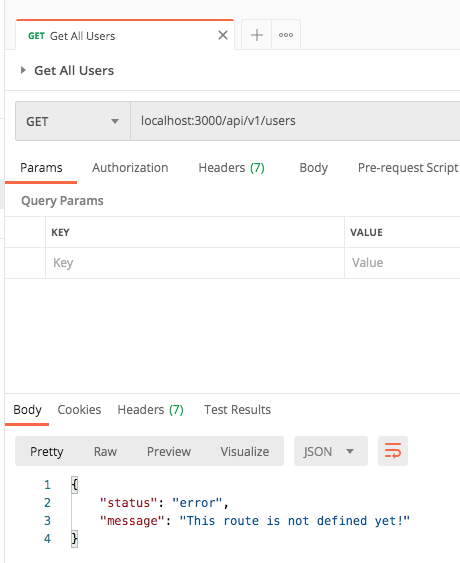 GET Get All Users
Get All Users
GET localhost:3000/api/v1/users
Params Authorization Headers (7) Body Pre-request Script
Query Params
KEY VALUE
Key Value
Body Cookies Headers (7) Test Results
Pretty Raw Preview Visualize JSON
1 {
2 "status": "error",
3 "message": "This route is not defined yet!"
4 }